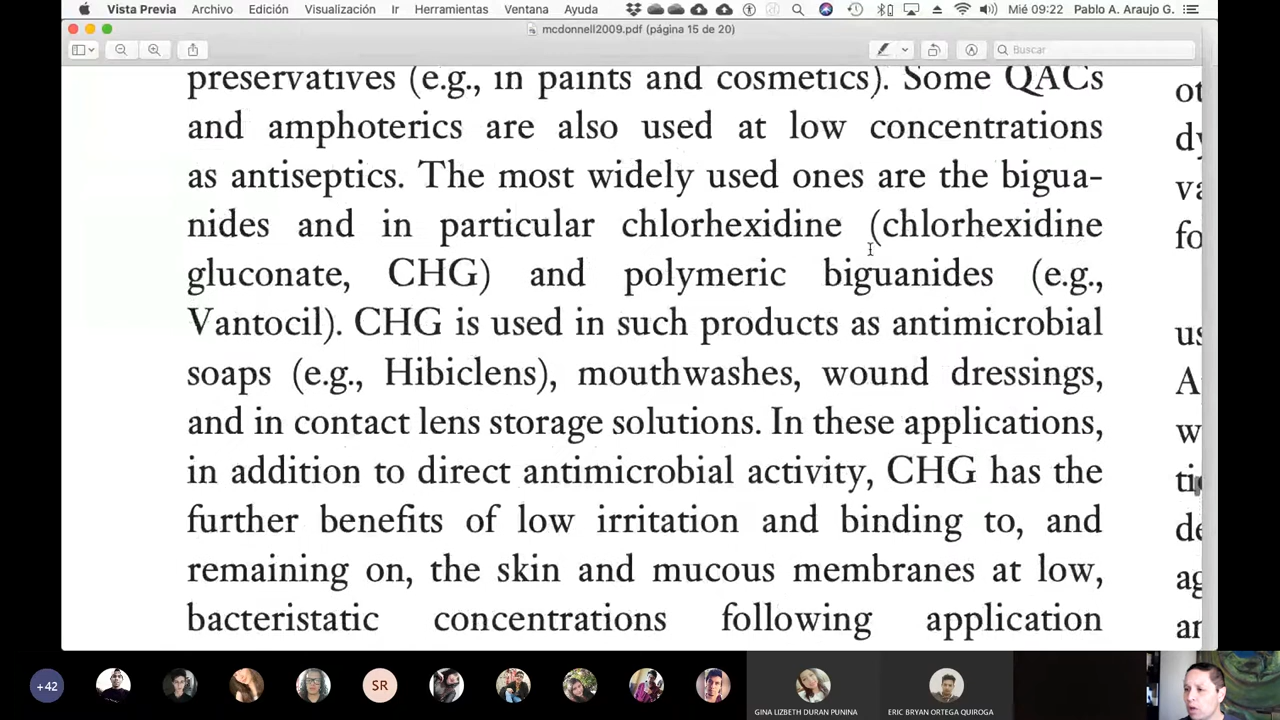 Vista Previa Archivo Edición Visualización Ir Herramientas Ventana Ayuda Mié 09:22 Pablo A. Araujo G.
mcdonnell2009.pdf (página 15 de 20)
Buscar
preservatives (e.g., in paints and cosmetics). Some QACs
and amphoterics are also used at low concentrations
as antiseptics. The most widely used ones are the bigua-
nides and in particular chlorhexidine (chlorhexidine
gluconate, CHG) and polymeric biguanides (e.g.,
Vantocil). CHG is used in such products as antimicrobial
soaps (e.g., Hibiclens), mouthwashes, wound dressings,
and in contact lens storage solutions. In these applications,
in addition to direct antimicrobial activity, CHG has the
further benefits of low irritation and binding to, and
remaining on, the skin and mucous membranes at low,
bacteristatic concentrations following application
+42
SR
GINA LIZBETH DURAN PUNINA
ERIC BRYAN ORTEGA QUIROGA